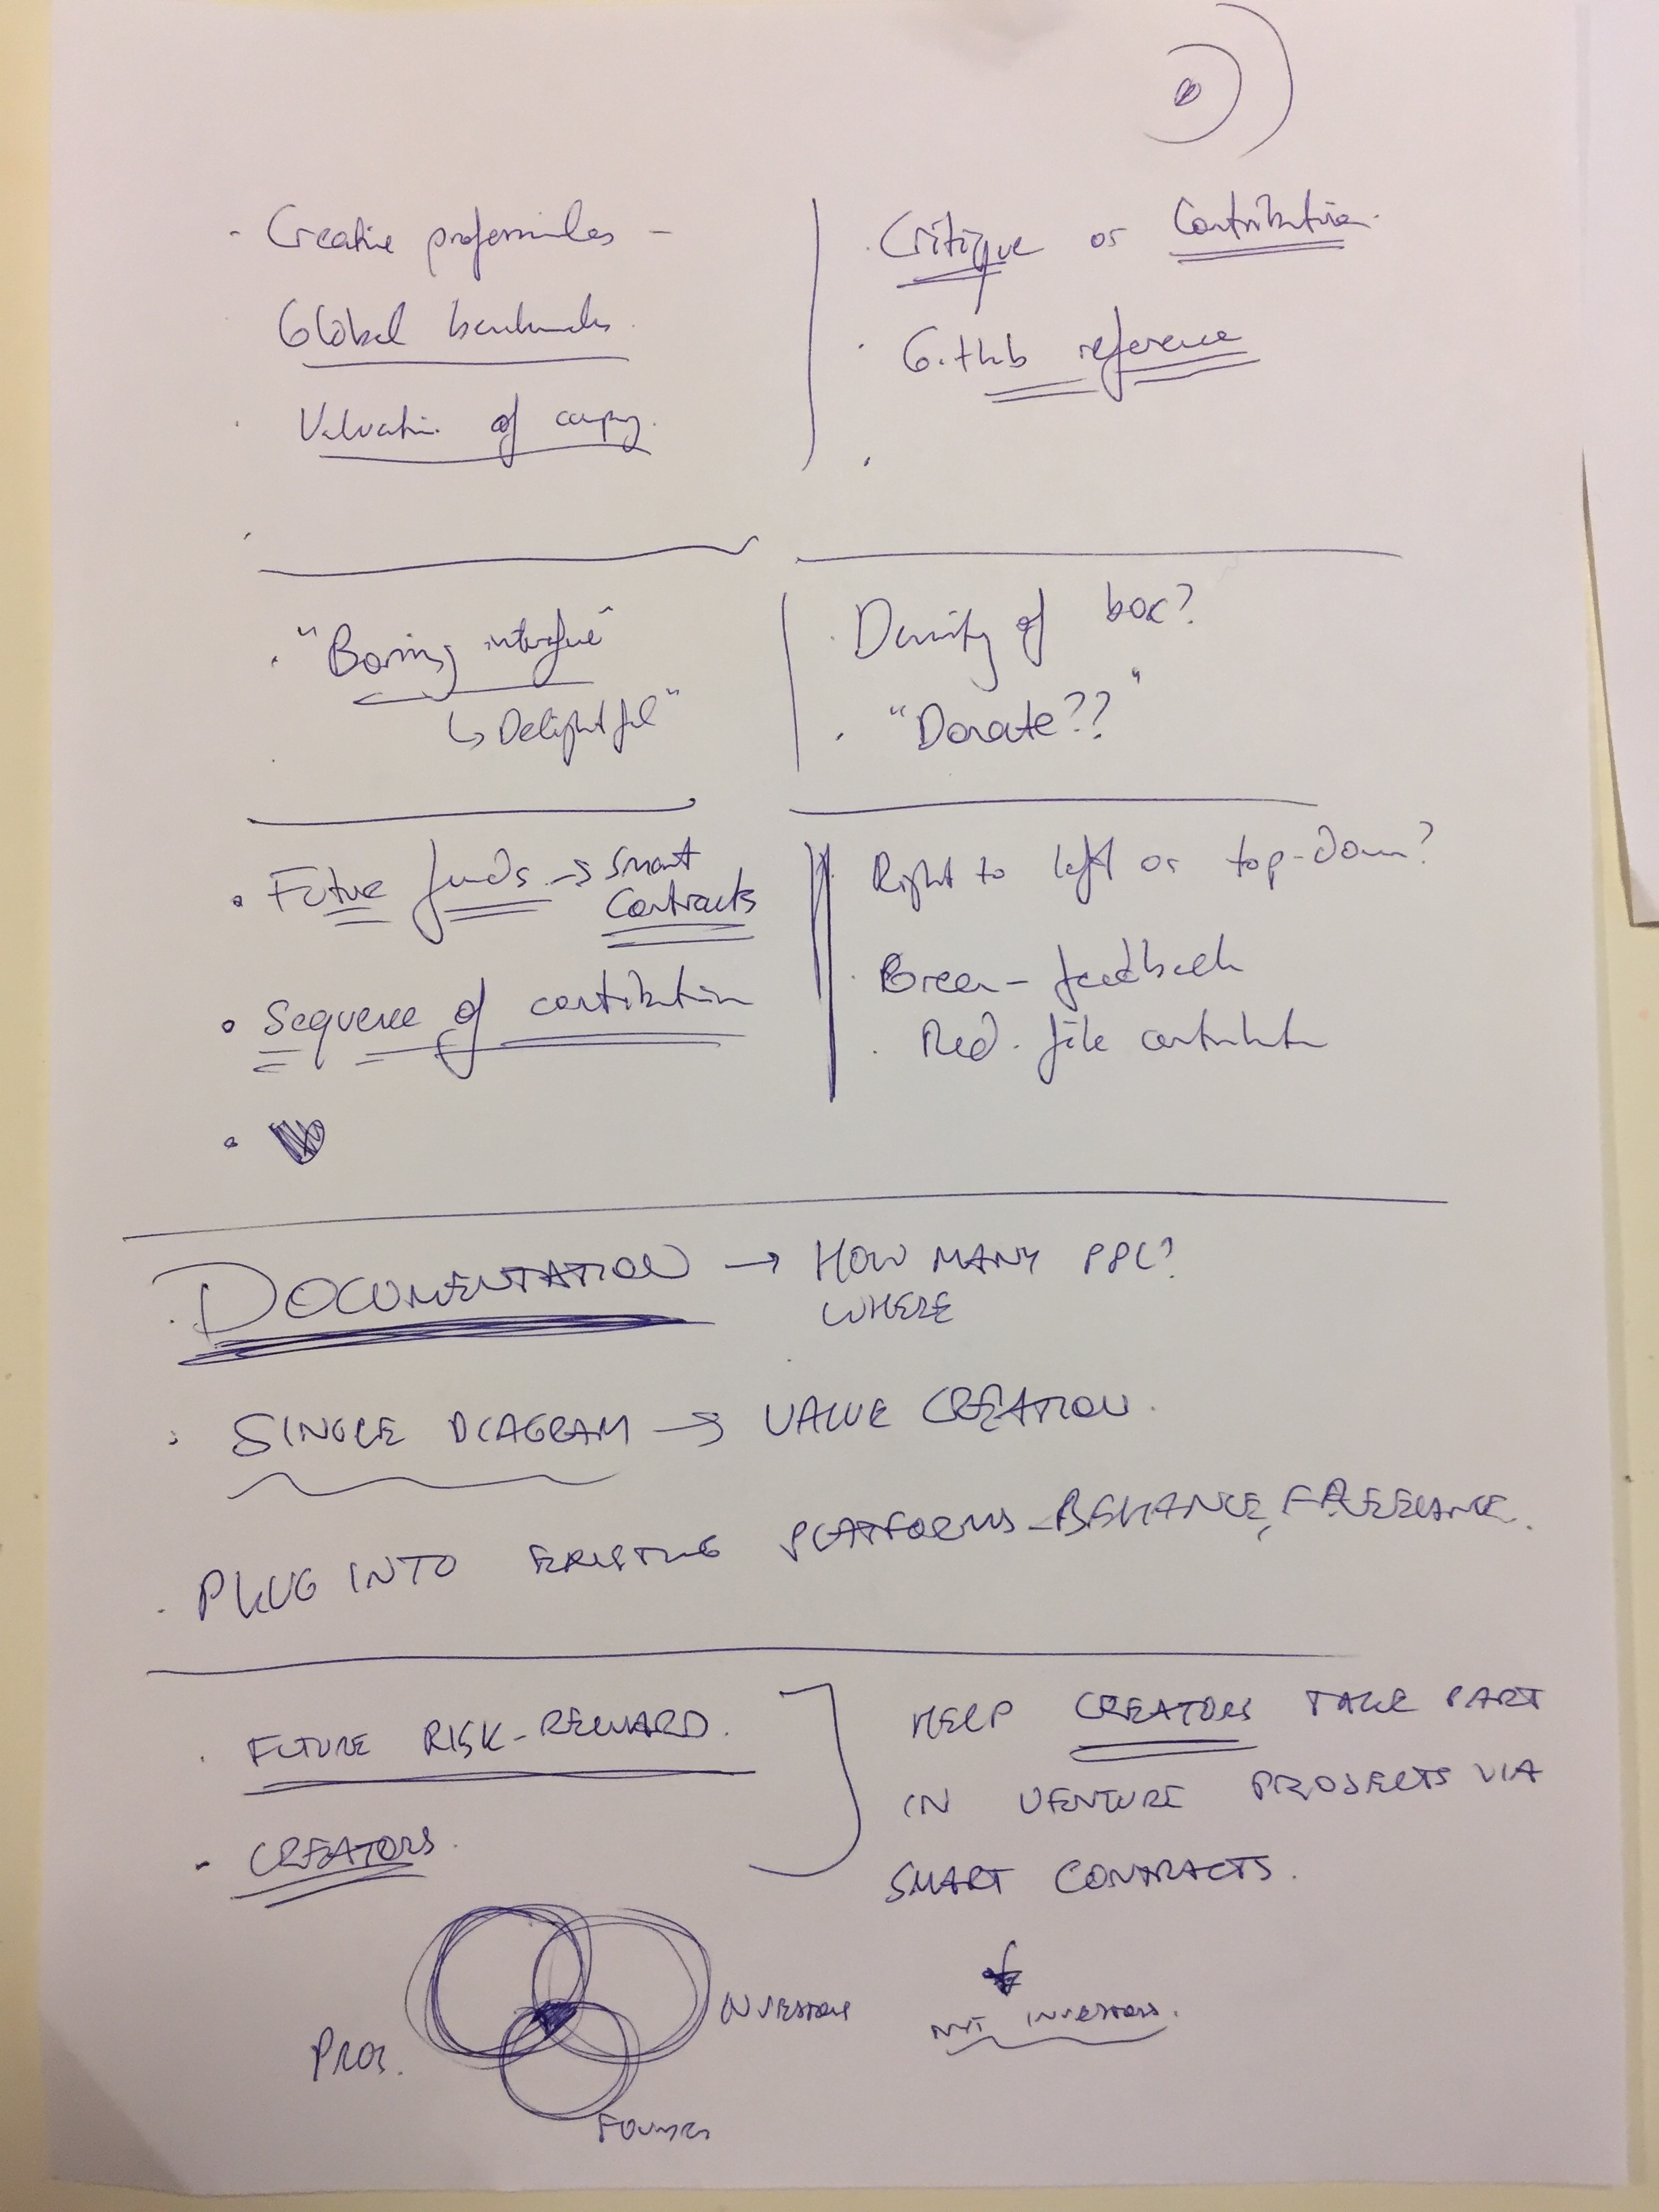 - Creative professionles -
Global benchmarks.
Valuation of company.
Critique or Contribution.
Github reference
"Boring interface"
↳ Delightful"
Density of box?
"Donate??"
Future funds → Smart
Contracts
Sequence of contribution
Right to left or top-down?
Green - feedback
Red. file contribution
DOCUMENTATION → HOW MANY PPL?
WHERE
SINGLE DIAGRAM → VALUE CREATION.
PLUG INTO EXISTING PLATFORMS - BEHANCE, FREELANCE.
FUTURE RISK-REWARD.
- CREATORS.
HELP CREATORS TAKE PART
IN VENTURE PROJECTS VIA
SMART CONTRACTS.
INVESTORS
NOT INVESTORS.
PROS.
FOUNDERS